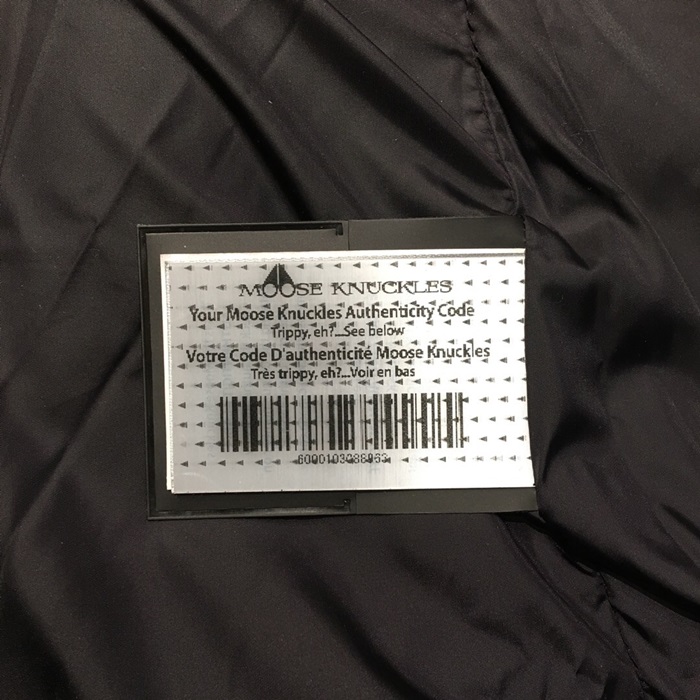 MOOSE KNUCKLES
Your Moose Knuckles Authenticity Code
Trippy, eh?...See below
Votre Code D'authenticité Moose Knuckles
Très trippy, eh?...Voir en bas